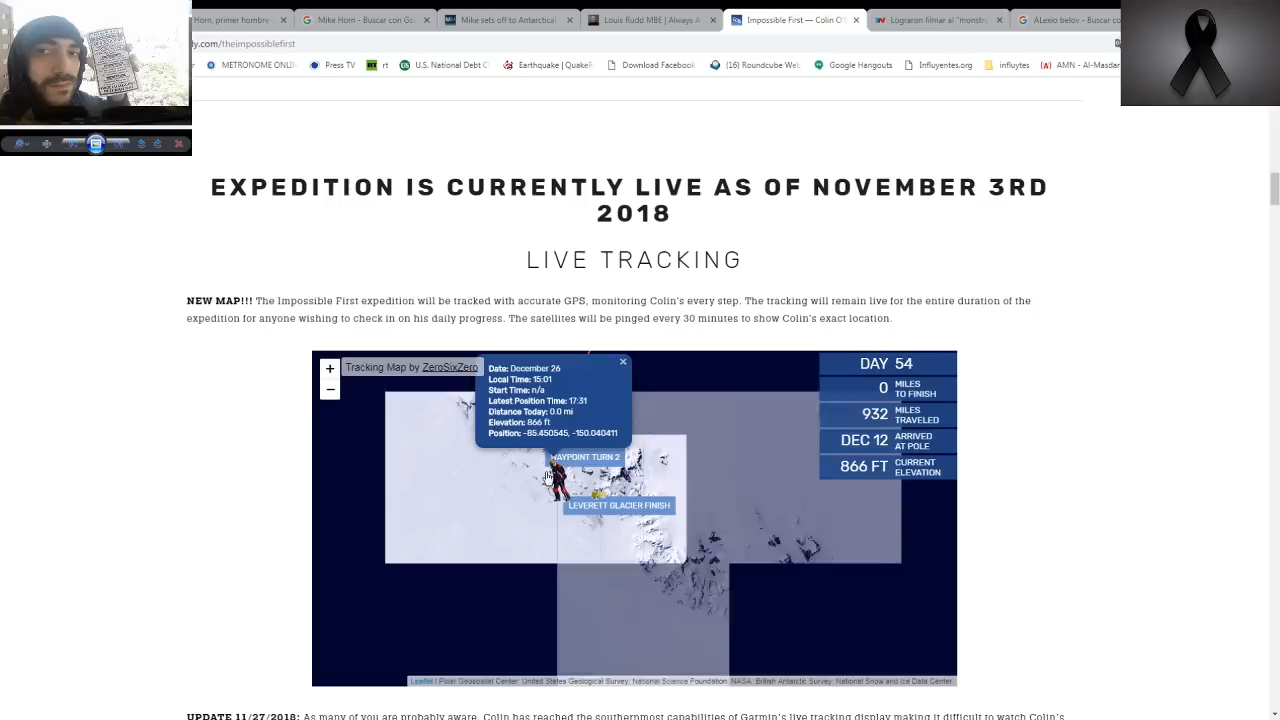 Horn, primer hombre
Mike Horn - Buscar con Go
Mike sets off to Antarctica!
Louis Rudd MBE | Always A
Impossible First — Colin O'
Lograron filmar al "monstru
ALexio belov - Buscar co
ly.com/theimpossiblefirst
METRONOME ONLIN
Press TV
rt
U.S. National Debt C
Earthquake | QuakeR
Download Facebook
(16) Roundcube Web
Google Hangouts
Influyentes.org
influytes
AMN - Al-Masdar
EXPEDITION IS CURRENTLY LIVE AS OF NOVEMBER 3RD
2018
LIVE TRACKING
NEW MAP!!! The Impossible First expedition will be tracked with accurate GPS, monitoring Colin's every step. The tracking will remain live for the entire duration of the
expedition for anyone wishing to check in on his daily progress. The satellites will be pinged every 30 minutes to show Colin's exact location.
+
−
Tracking Map by ZeroSixZero
Date: December 26
Local Time: 15:01
Start Time: n/a
Latest Position Time: 17:31
Distance Today: 0.0 mi
Elevation: 866 ft
Position: -85.450545, -150.040411
WAYPOINT TURN 2
LEVERETT GLACIER FINISH
DAY 54
0 MILES TO FINISH
932 MILES TRAVELED
DEC 12 ARRIVED AT POLE
866 FT CURRENT ELEVATION
Leaflet | Polar Geospatial Center; United States Geological Survey; National Science Foundation; NASA; British Antarctic Survey; National Snow and Ice Data Center
UPDATE 11/27/2018: As many of you are probably aware, Colin has reached the southernmost capabilities of Garmin's live tracking display making it difficult to watch Colin's